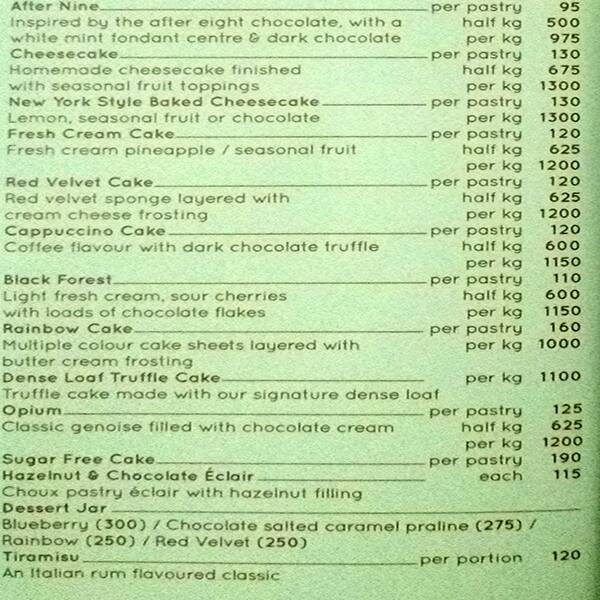 After Nine per pastry 95
Inspired by the after eight chocolate, with a half kg 500
white mint fondant centre & dark chocolate per kg 975
Cheesecake per pastry 130
Homemade cheesecake finished half kg 675
with seasonal fruit toppings per kg 1300
New York Style Baked Cheesecake per pastry 130
Lemon, seasonal fruit or chocolate per kg 1300
Fresh Cream Cake per pastry 120
Fresh cream pineapple / seasonal fruit half kg 625
per kg 1200
Red Velvet Cake per pastry 120
Red velvet sponge layered with half kg 625
cream cheese frosting per kg 1200
Cappuccino Cake per pastry 120
Coffee flavour with dark chocolate truffle half kg 600
per kg 1150
Black Forest per pastry 110
Light fresh cream, sour cherries half kg 600
with loads of chocolate flakes per kg 1150
Rainbow Cake per pastry 160
Multiple colour cake sheets layered with per kg 1000
butter cream frosting
Dense Loaf Truffle Cake per kg 1100
Truffle cake made with our signature dense loaf
Opium per pastry 125
Classic genoise filled with chocolate cream half kg 625
per kg 1200
Sugar Free Cake per pastry 190
Hazelnut & Chocolate Éclair each 115
Choux pastry éclair with hazelnut filling
Dessert Jar
Blueberry (300) / Chocolate salted caramel praline (275) /
Rainbow (250) / Red Velvet (250)
Tiramisu per portion 120
An Italian rum flavoured classic